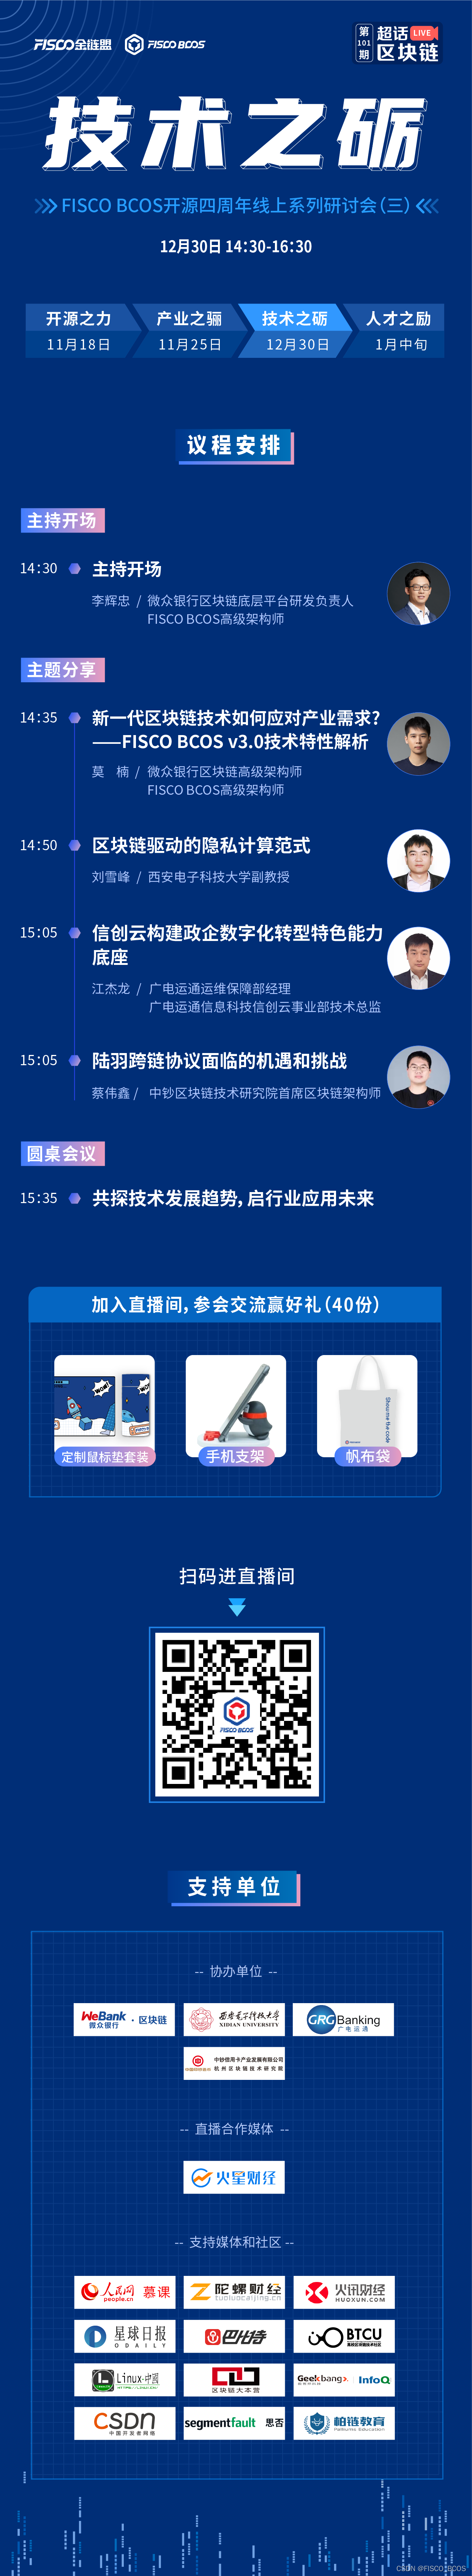 FISCO金链盟
FISCO BCOS
第
101
期
超话
LIVE
区块链
技术之砺
FISCO BCOS开源四周年线上系列研讨会（三）
12月30日 14:30-16:30
开源之力
11月18日
产业之骊
11月25日
技术之砺
12月30日
人才之励
1月中旬
议程安排
主持开场
14:30
主持开场
李辉忠 / 微众银行区块链底层平台研发负责人
FISCO BCOS高级架构师
主题分享
14:35
新一代区块链技术如何应对产业需求?
——FISCO BCOS v3.0技术特性解析
莫 楠 / 微众银行区块链高级架构师
FISCO BCOS高级架构师
14:50
区块链驱动的隐私计算范式
刘雪峰 / 西安电子科技大学副教授
15:05
信创云构建政企数字化转型特色能力
底座
江杰龙 / 广电运通运维保障部经理
广电运通信息科技信创云事业部技术总监
15:05
陆羽跨链协议面临的机遇和挑战
蔡伟鑫 / 中钞区块链技术研究院首席区块链架构师
圆桌会议
15:35
共探技术发展趋势，启行业应用未来
加入直播间，参会交流赢好礼（40份）
定制鼠标垫套装
手机支架
Show me the code
帆布袋
扫码进直播间
FISCO BCOS
支持单位
-- 协办单位 --
WeBank
微众银行
·区块链
西安电子科技大学
XIDIAN UNIVERSITY
GRG Banking
广电运通
中钞信用卡产业发展有限公司
杭州区块链技术研究院
-- 直播合作媒体 --
火星财经
-- 支持媒体和社区 --
人民网 慕课
people.cn
陀螺财经
tuoluocaijing.cn
火讯财经
HUOXUN.COM
星球日报
ODAILY
巴比特
BTCU
Linux中国
区块链大本营
Geekbang>.
InfoQ
CSDN
中国开发者网络
segmentfault 思否
柏链教育
CSDN @FISCO_BCOS